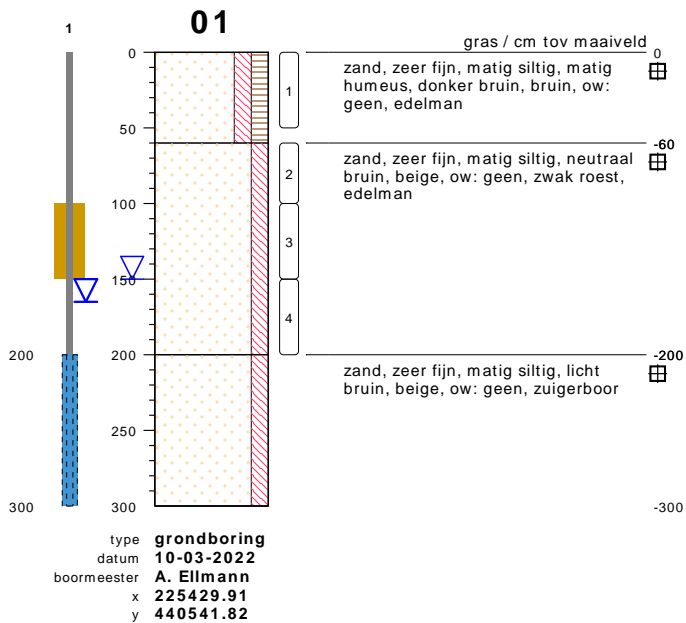 01
1
gras / cm tov maaiveld
0
50
100
150
200
250
300
200
300
1
2
3
4
0
zand, zeer fijn, matig siltig, matig
humeus, donker bruin, bruin, ow:
geen, edelman
-60
zand, zeer fijn, matig siltig, neutraal
bruin, beige, ow: geen, zwak roest,
edelman
-200
zand, zeer fijn, matig siltig, licht
bruin, beige, ow: geen, zuigerboor
-300
type grondboring
datum 10-03-2022
boormeester A. Ellmann
x 225429.91
y 440541.82